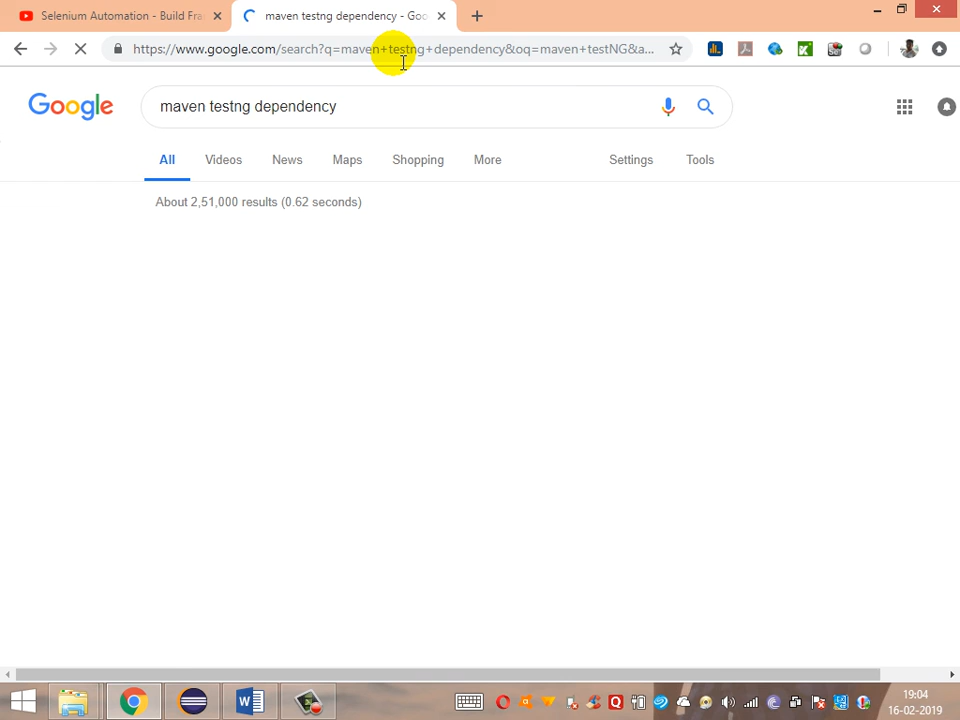 Selenium Automation - Build Fra
maven testng dependency - Goo
https://www.google.com/search?q=maven+testng+dependency&oq=maven+testNG&a...
Google
maven testng dependency
All
Videos
News
Maps
Shopping
More
Settings
Tools
About 2,51,000 results (0.62 seconds)
19:04
16-02-2019